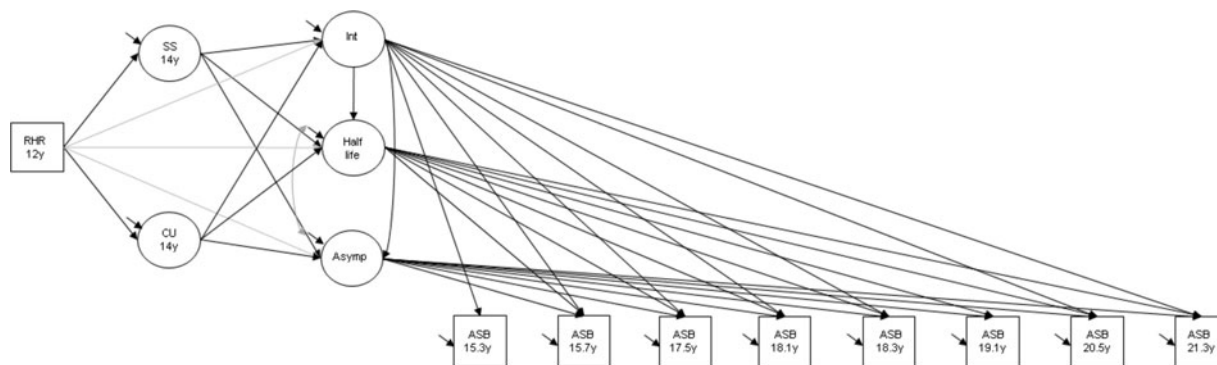 SS
14y
Int
RHR
12y
Half
life
CU
14y
Asymp
ASB
15.3y
ASB
15.7y
ASB
17.5y
ASB
18.1y
ASB
18.3y
ASB
19.1y
ASB
20.5y
ASB
21.3y